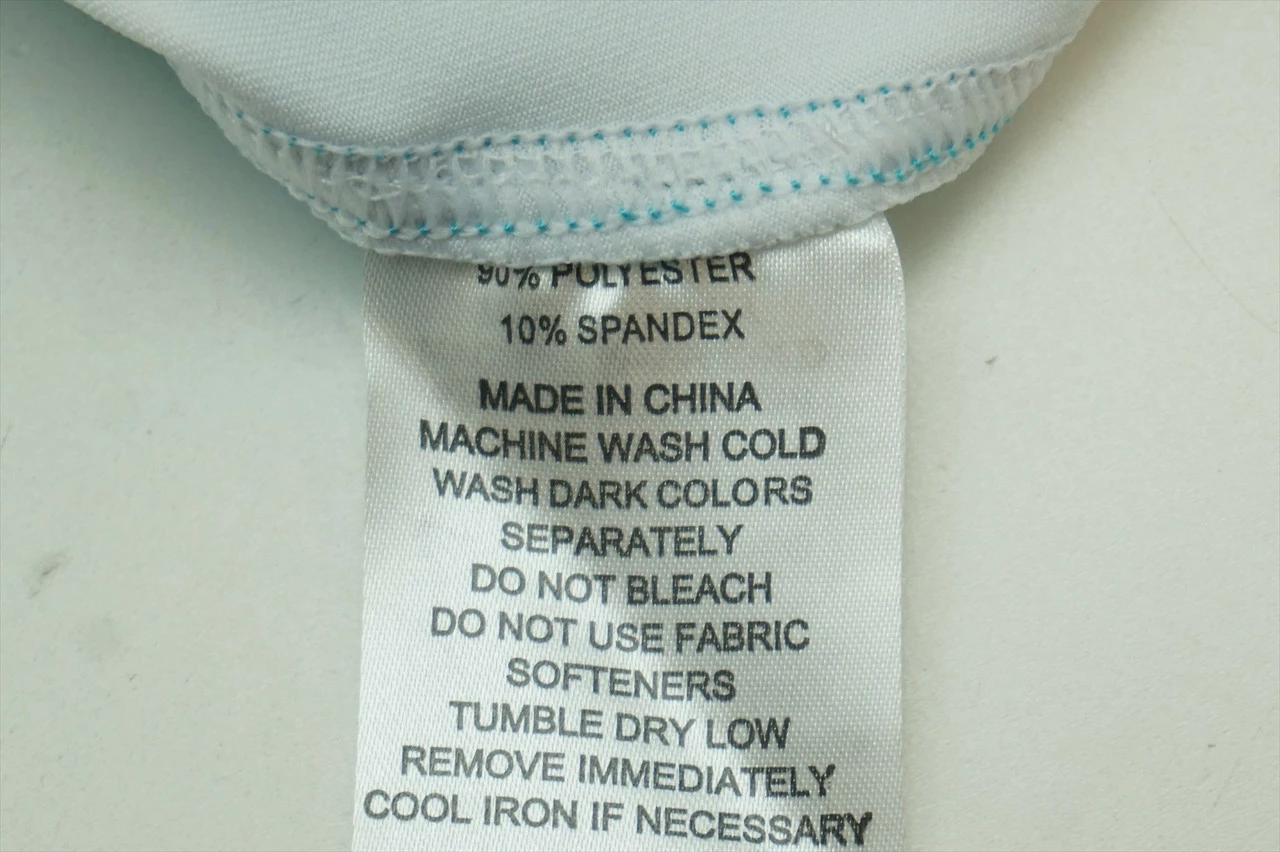 90% POLYESTER
10% SPANDEX
MADE IN CHINA
MACHINE WASH COLD
WASH DARK COLORS
SEPARATELY
DO NOT BLEACH
DO NOT USE FABRIC
SOFTENERS
TUMBLE DRY LOW
REMOVE IMMEDIATELY
COOL IRON IF NECESSARY